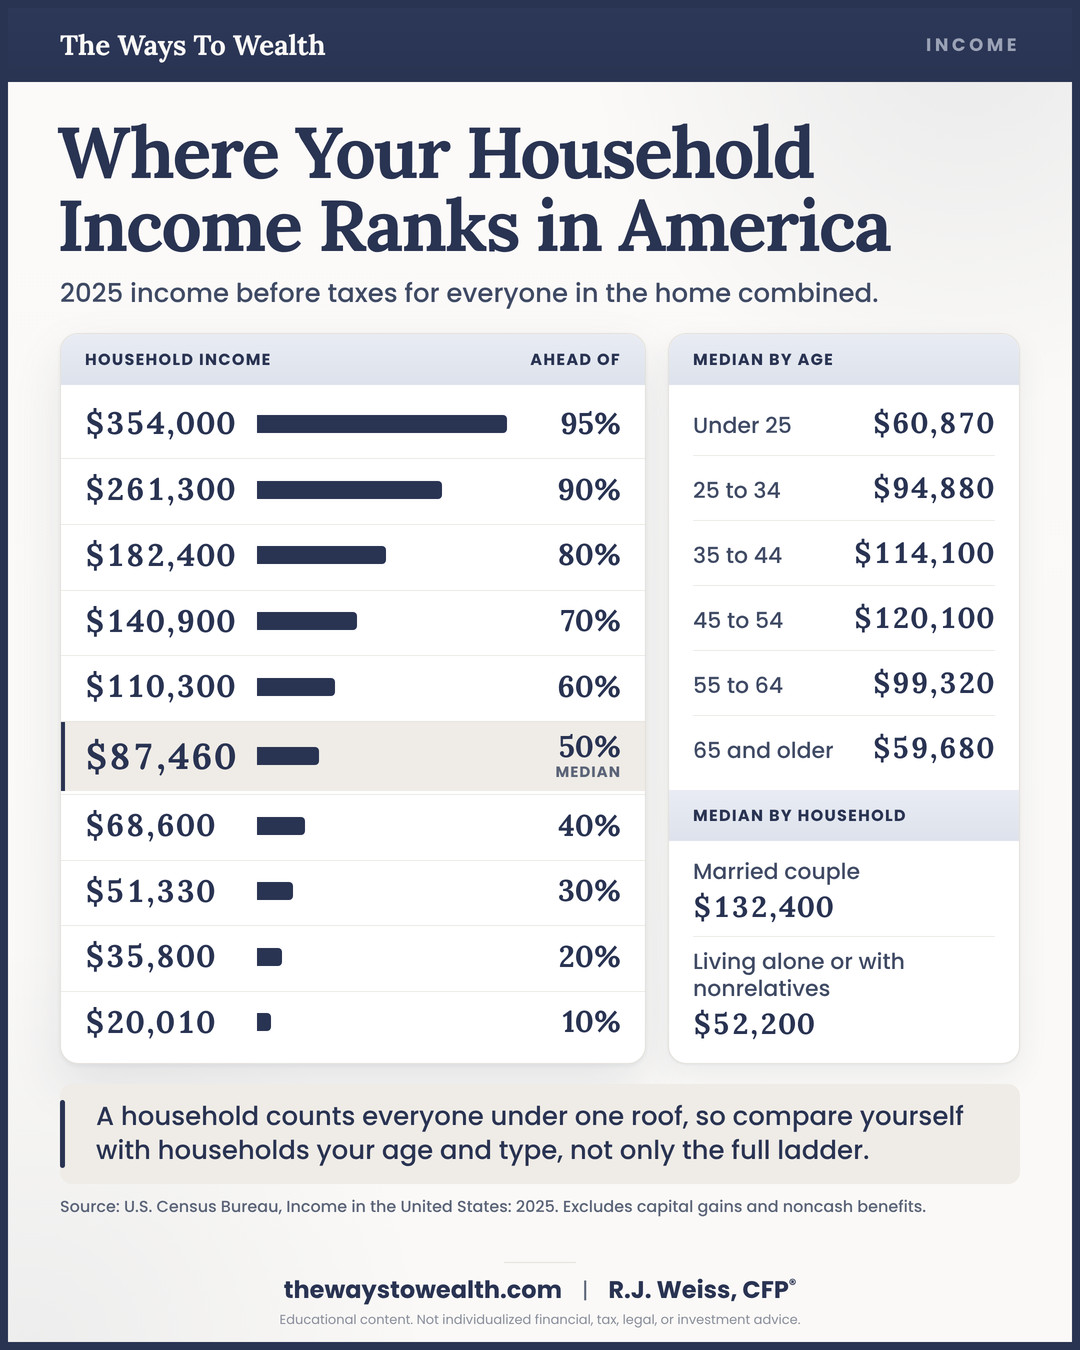 The Ways To Wealth
INCOME
Where Your Household
Income Ranks in America
2025 income before taxes for everyone in the home combined.
HOUSEHOLD INCOME AHEAD OF
$354,000 95%
$261,300 90%
$182,400 80%
$140,900 70%
$110,300 60%
$87,460 50%
MEDIAN
$68,600 40%
$51,330 30%
$35,800 20%
$20,010 10%
MEDIAN BY AGE
Under 25 $60,870
25 to 34 $94,880
35 to 44 $114,100
45 to 54 $120,100
55 to 64 $99,320
65 and older $59,680
MEDIAN BY HOUSEHOLD
Married couple
$132,400
Living alone or with
nonrelatives
$52,200
A household counts everyone under one roof, so compare yourself
with households your age and type, not only the full ladder.
Source: U.S. Census Bureau, Income in the United States: 2025. Excludes capital gains and noncash benefits.
thewaystowealth.com | R.J. Weiss, CFP®
Educational content. Not individualized financial, tax, legal, or investment advice.